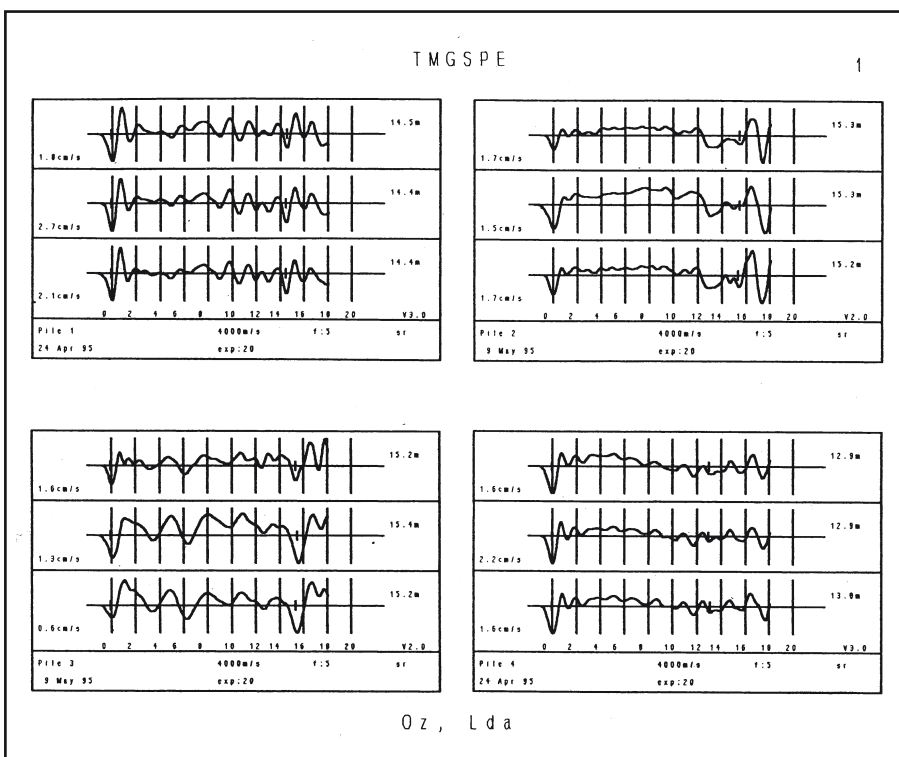 TMGSPE
1
14.5m
1.8cm/s
14.4m
2.7cm/s
14.4m
2.1cm/s
0 2 4 6 8 10 12 14 16 18 20 V3.0
Pile 1 4000m/s f:5 sr
24 Apr 95 exp:20
15.3m
1.7cm/s
15.3m
1.5cm/s
15.2m
1.7cm/s
0 2 4 6 8 10 12 14 16 18 20 V2.0
Pile 2 4000m/s f:5 sr
9 May 95 exp:20
15.2m
1.6cm/s
15.4m
1.3cm/s
15.2m
0.6cm/s
0 2 4 6 8 10 12 14 16 18 20 V2.0
Pile 3 4000m/s f:5 sr
9 May 95 exp:20
12.9m
1.6cm/s
12.9m
2.2cm/s
13.0m
1.6cm/s
0 2 4 6 8 10 12 14 16 18 20 V3.0
Pile 4 4000m/s f:5 sr
24 Apr 95 exp:20
Oz, Lda